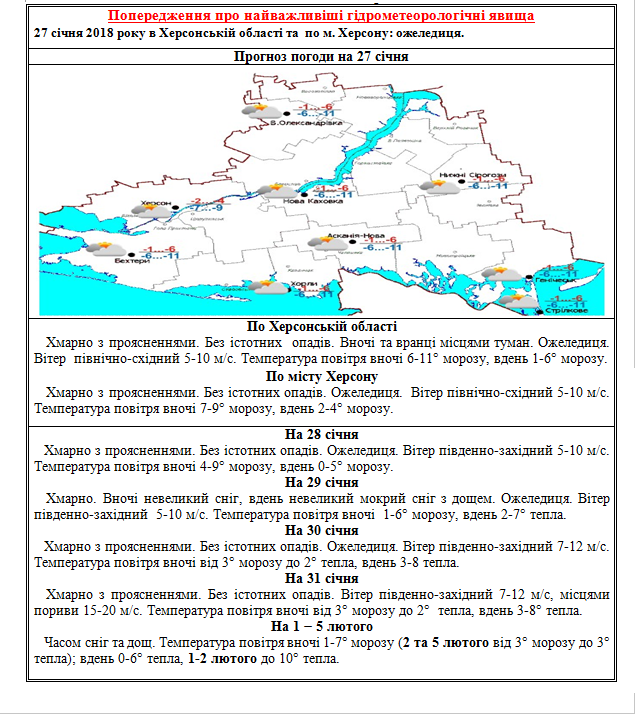 Попередження про найважливіші гідрометеорологічні явища
27 січня 2018 року в Херсонській області та по м. Херсону: ожеледиця.
Прогноз погоди на 27 січня
-1...-6
-6...-11
В.Олександрівка
Нижні Сірогози
-1...-6
-6...-11
Херсон
-2...-4
-7...-9
-1...-6
-6...-11
Нова Каховка
Асканія-Нова
-1...-6
-6...-11
-1...-6
-6...-11
Бехтери
-1...-6
-6...-11
Генічеськ
Хорли
-1...-6
-6...-11
-1...-6
-6...-11
Стрілкове
По Херсонській області
Хмарно з проясненнями. Без істотних опадів. Вночі та вранці місцями туман. Ожеледиця.
Вітер північно-східний 5-10 м/с. Температура повітря вночі 6-11° морозу, вдень 1-6° морозу.
По місту Херсону
Хмарно з проясненнями. Без істотних опадів. Ожеледиця. Вітер північно-східний 5-10 м/с.
Температура повітря вночі 7-9° морозу, вдень 2-4° морозу.
На 28 січня
Хмарно з проясненнями. Без істотних опадів. Ожеледиця. Вітер південно-західний 5-10 м/с.
Температура повітря вночі 4-9° морозу, вдень 0-5° морозу.
На 29 січня
Хмарно. Вночі невеликий сніг, вдень невеликий мокрий сніг з дощем. Ожеледиця. Вітер
південно-західний 5-10 м/с. Температура повітря вночі 1-6° морозу, вдень 2-7° тепла.
На 30 січня
Хмарно з проясненнями. Без істотних опадів. Ожеледиця. Вітер південно-західний 7-12 м/с.
Температура повітря вночі від 3° морозу до 2° тепла, вдень 3-8 тепла.
На 31 січня
Хмарно з проясненнями. Без істотних опадів. Вітер південно-західний 7-12 м/с, місцями
пориви 15-20 м/с. Температура повітря вночі від 3° морозу до 2° тепла, вдень 3-8° тепла.
На 1 – 5 лютого
Часом сніг та дощ. Температура повітря вночі 1-7° морозу (2 та 5 лютого від 3° морозу до 3°
тепла); вдень 0-6° тепла, 1-2 лютого до 10° тепла.